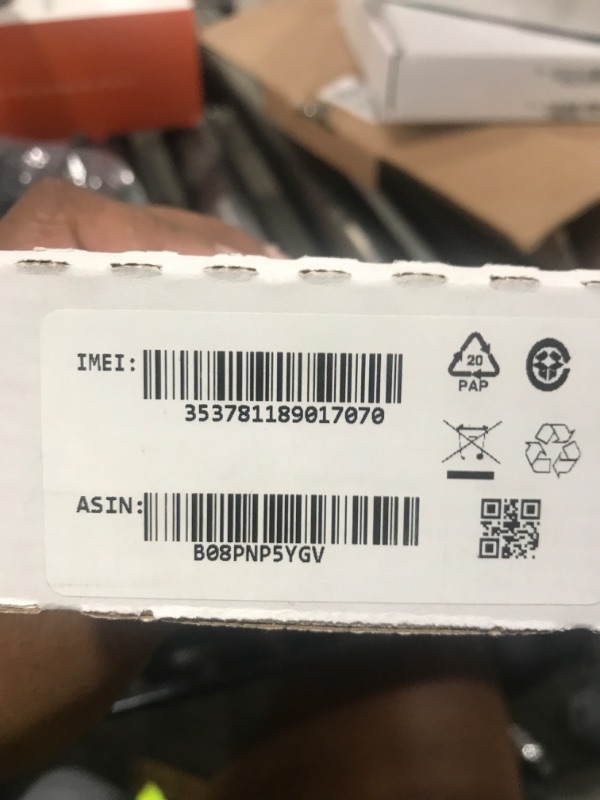 IMEI:
353781189017070
20
PAP
ASIN:
B08PNP5YGV